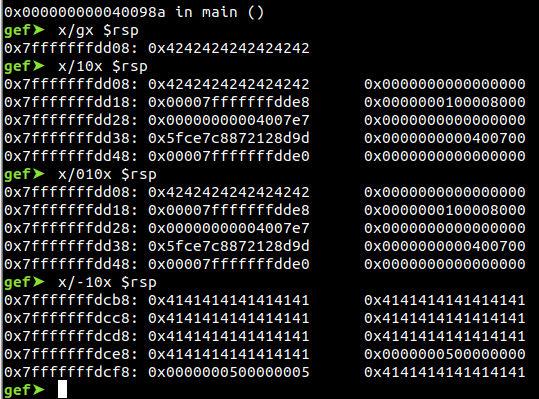 0x000000000040098a in main ()
gef➤  x/gx $rsp
0x7fffffffdd08: 0x4242424242424242
gef➤  x/10x $rsp
0x7fffffffdd08: 0x4242424242424242 0x0000000000000000
0x7fffffffdd18: 0x00007fffffffdde8 0x0000000100008000
0x7fffffffdd28: 0x00000000004007e7 0x0000000000000000
0x7fffffffdd38: 0x5fce7c8872128d9d 0x0000000000400700
0x7fffffffdd48: 0x00007fffffffdde0 0x0000000000000000
gef➤  x/010x $rsp
0x7fffffffdd08: 0x4242424242424242 0x0000000000000000
0x7fffffffdd18: 0x00007fffffffdde8 0x0000000100008000
0x7fffffffdd28: 0x00000000004007e7 0x0000000000000000
0x7fffffffdd38: 0x5fce7c8872128d9d 0x0000000000400700
0x7fffffffdd48: 0x00007fffffffdde0 0x0000000000000000
gef➤  x/-10x $rsp
0x7fffffffdcb8: 0x4141414141414141 0x4141414141414141
0x7fffffffdcc8: 0x4141414141414141 0x4141414141414141
0x7fffffffdcd8: 0x4141414141414141 0x4141414141414141
0x7fffffffdce8: 0x4141414141414141 0x0000000500000000
0x7fffffffdcf8: 0x0000000500000005 0x4141414141414141
gef➤